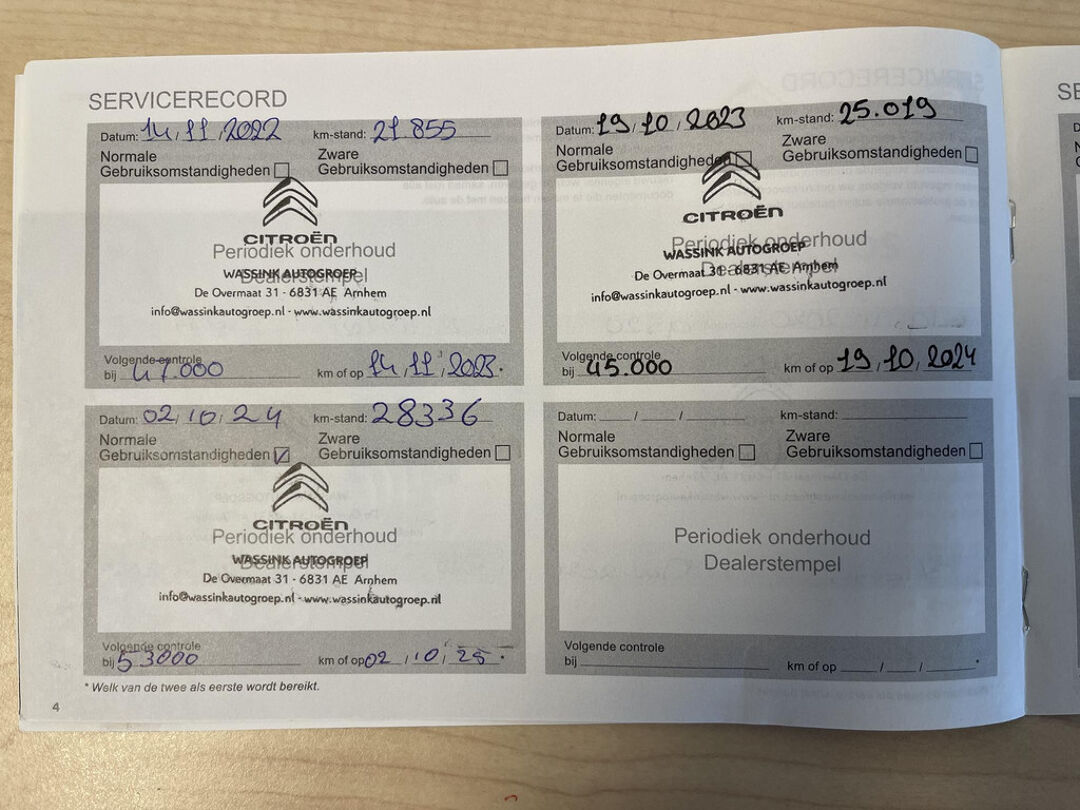 SERVICERECORD
Datum: 14 / 11 / 2022 km-stand: 21 855
Normale Gebruiksomstandigheden
Zware Gebruiksomstandigheden
CITROËN
Periodiek onderhoud
Dealerstempel
WASSINK AUTOGROEP
De Overmaat 31 - 6831 AE Arnhem
info@wassinkautogroep.nl - www.wassinkautogroep.nl
Volgende controle
bij 47.000 km of op 14 / 11 / 2023 *
Datum: 19 / 10 / 2023 km-stand: 25.019
Normale Gebruiksomstandigheden
Zware Gebruiksomstandigheden
CITROËN
Periodiek onderhoud
Dealerstempel
WASSINK AUTOGROEP
De Overmaat 31 - 6831 AE Arnhem
info@wassinkautogroep.nl - www.wassinkautogroep.nl
Volgende controle
bij 45.000 km of op 19 / 10 / 2024
Datum: 02 / 10 / 24 km-stand: 28336
Normale Gebruiksomstandigheden
Zware Gebruiksomstandigheden
CITROËN
Periodiek onderhoud
Dealerstempel
WASSINK AUTOGROEP
De Overmaat 31 - 6831 AE Arnhem
info@wassinkautogroep.nl - www.wassinkautogroep.nl
Volgende controle
bij 53000 km of op 02 / 10 / 25 *
Datum: / / km-stand:
Normale Gebruiksomstandigheden
Zware Gebruiksomstandigheden
Periodiek onderhoud
Dealerstempel
Volgende controle
bij km of op / / *
* Welk van de twee als eerste wordt bereikt.
4